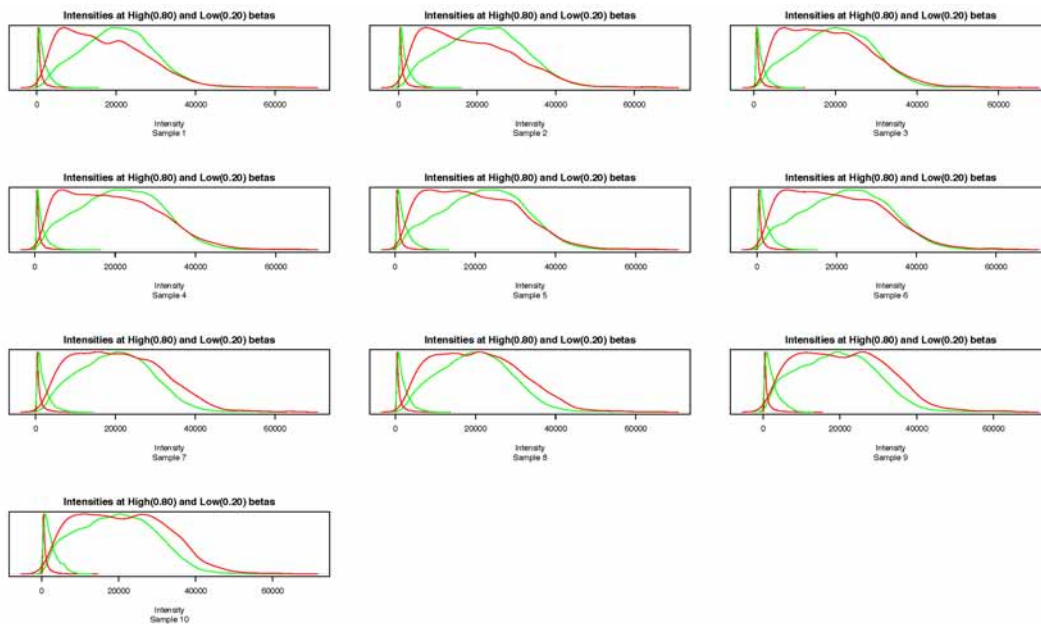 Intensities at High(0.80) and Low(0.20) betas
0 20000 40000 60000
Intensity
Sample 1
Intensities at High(0.80) and Low(0.20) betas
0 20000 40000 60000
Intensity
Sample 2
Intensities at High(0.80) and Low(0.20) betas
0 20000 40000 60000
Intensity
Sample 3
Intensities at High(0.80) and Low(0.20) betas
0 20000 40000 60000
Intensity
Sample 4
Intensities at High(0.80) and Low(0.20) betas
0 20000 40000 60000
Intensity
Sample 5
Intensities at High(0.80) and Low(0.20) betas
0 20000 40000 60000
Intensity
Sample 6
Intensities at High(0.80) and Low(0.20) betas
0 20000 40000 60000
Intensity
Sample 7
Intensities at High(0.80) and Low(0.20) betas
0 20000 40000 60000
Intensity
Sample 8
Intensities at High(0.80) and Low(0.20) betas
0 20000 40000 60000
Intensity
Sample 9
Intensities at High(0.80) and Low(0.20) betas
0 20000 40000 60000
Intensity
Sample 10